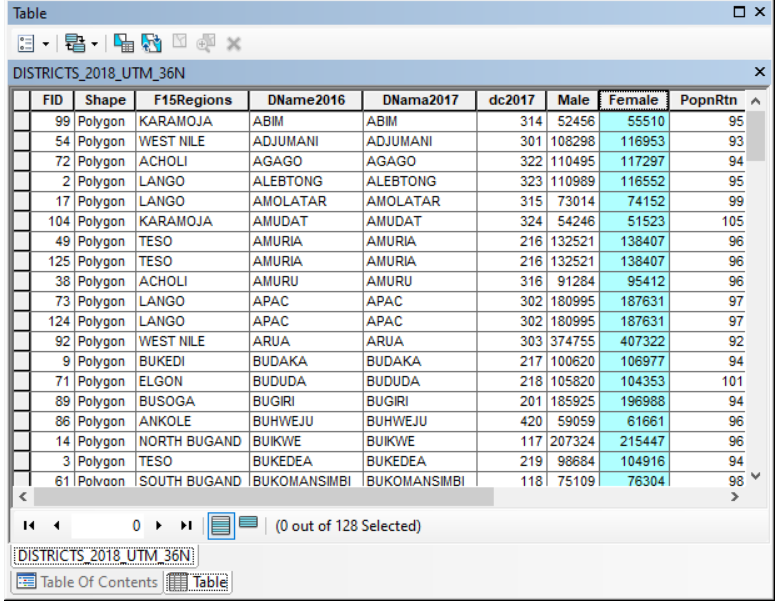 Table
DISTRICTS_2018_UTM_36N
FID Shape F15Regions DName2016 DNama2017 dc2017 Male Female PopnRtn
99 Polygon KARAMOJA ABIM ABIM 314 52456 55510 95
54 Polygon WEST NILE ADJUMANI ADJUMANI 301 108298 116953 93
72 Polygon ACHOLI AGAGO AGAGO 322 110495 117297 94
2 Polygon LANGO ALEBTONG ALEBTONG 323 110989 116552 95
17 Polygon LANGO AMOLATAR AMOLATAR 315 73014 74152 99
104 Polygon KARAMOJA AMUDAT AMUDAT 324 54246 51523 105
49 Polygon TESO AMURIA AMURIA 216 132521 138407 96
125 Polygon TESO AMURIA AMURIA 216 132521 138407 96
38 Polygon ACHOLI AMURU AMURU 316 91284 95412 96
73 Polygon LANGO APAC APAC 302 180995 187631 97
124 Polygon LANGO APAC APAC 302 180995 187631 97
92 Polygon WEST NILE ARUA ARUA 303 374755 407322 92
9 Polygon BUKEDI BUDAKA BUDAKA 217 100620 106977 94
71 Polygon ELGON BUDUDA BUDUDA 218 105820 104353 101
89 Polygon BUSOGA BUGIRI BUGIRI 201 185925 196988 94
86 Polygon ANKOLE BUHWEJU BUHWEJU 420 59059 61661 96
14 Polygon NORTH BUGAND BUIKWE BUIKWE 117 207324 215447 96
3 Polygon TESO BUKEDEA BUKEDEA 219 98684 104916 94
61 Polygon SOUTH BUGAND BUKOMANSIMBI BUKOMANSIMBI 118 75109 76304 98
0 (0 out of 128 Selected)
DISTRICTS_2018_UTM_36N
Table Of Contents Table